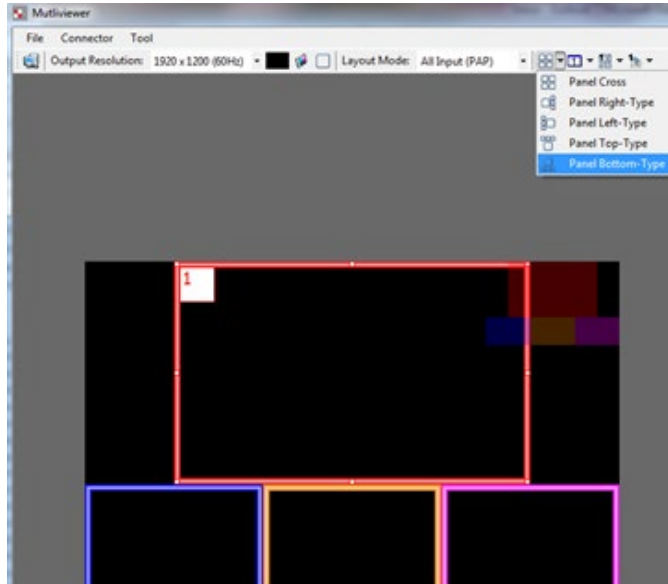 Mutliviewer
File Connector Tool
Output Resolution: 1920 x 1200 (60Hz) Layout Mode: All Input (PAP)
Panel Cross
Panel Right-Type
Panel Left-Type
Panel Top-Type
Panel Bottom-Type
1